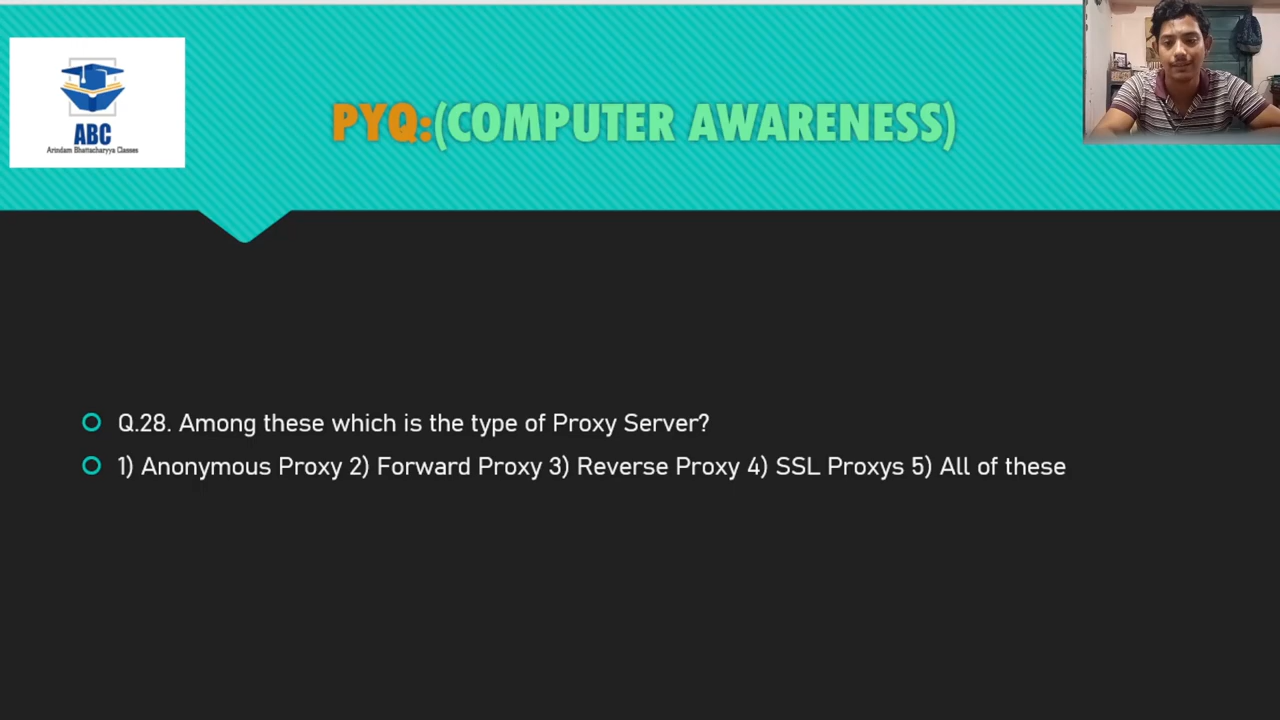 PYQ:(COMPUTER AWARENESS)
ABC
Arindam Bhattacharyya Classes
Q.28. Among these which is the type of Proxy Server?
1) Anonymous Proxy 2) Forward Proxy 3) Reverse Proxy 4) SSL Proxys 5) All of these